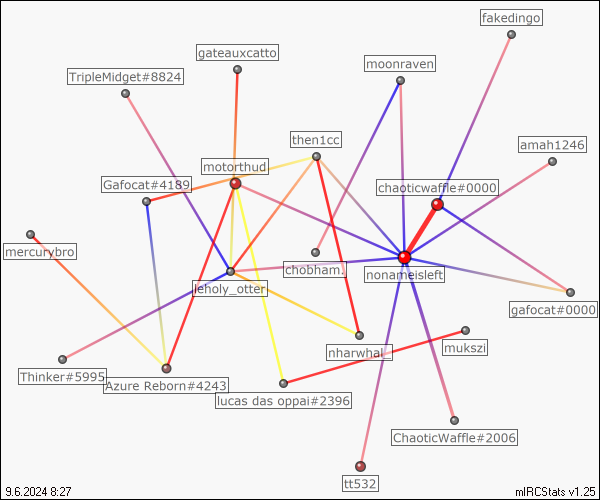 fakedingo
gateauxcatto
moonraven
TripleMidget#8824
then1cc
amah1246
motorthud
Gafocat#4189
chaoticwaffle#0000
mercurybro
chobham.
nonameisleft
leholy_otter
gafocat#0000
nharwhal_
mukszi
Thinker#5995
Azure Reborn#4243
lucas das oppai#2396
ChaoticWaffle#2006
tt532
9.6.2024 8:27
mIRCStats v1.25